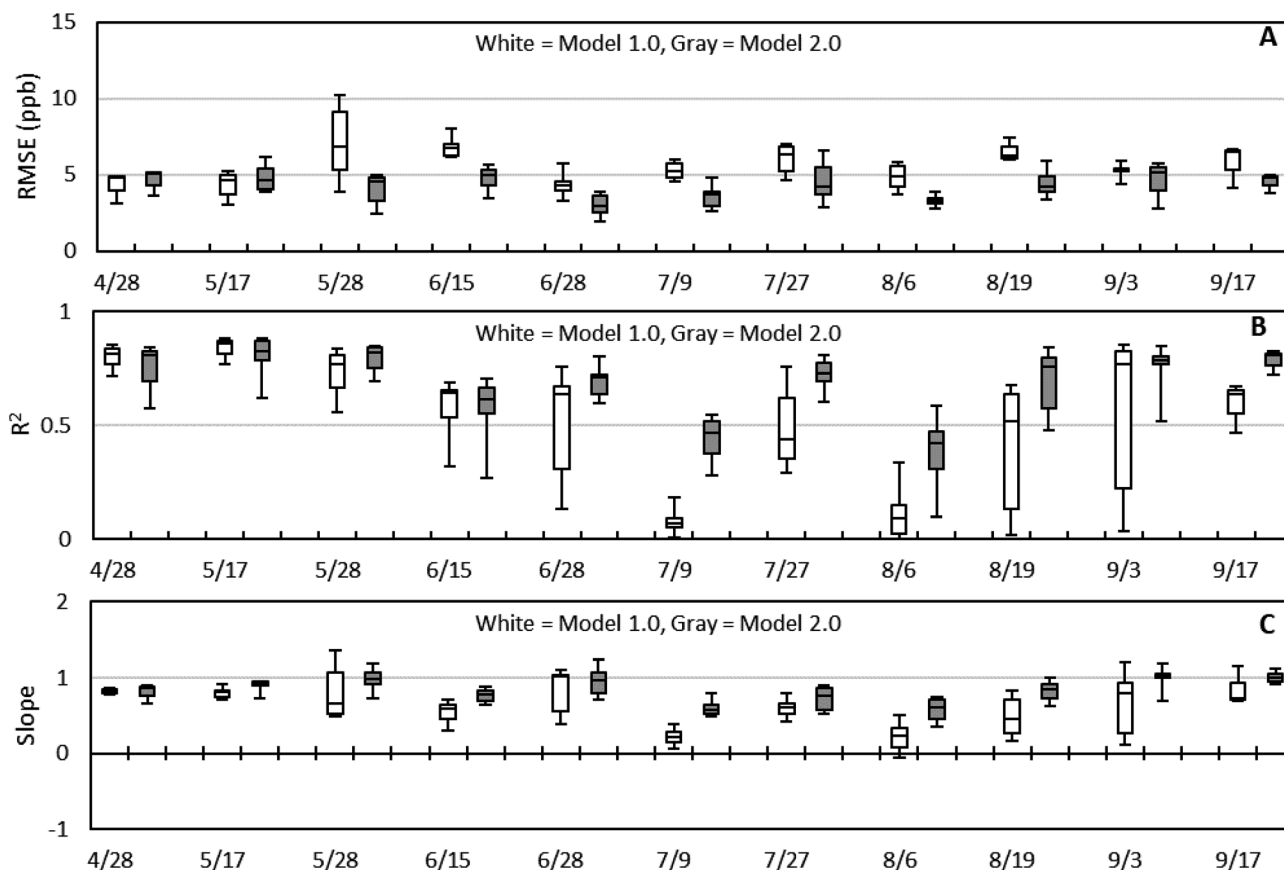 15
White = Model 1.0, Gray = Model 2.0
A
10
RMSE (ppb)
5
0
4/28 5/17 5/28 6/15 6/28 7/9 7/27 8/6 8/19 9/3 9/17
1
White = Model 1.0, Gray = Model 2.0
B
R²
0.5
0
4/28 5/17 5/28 6/15 6/28 7/9 7/27 8/6 8/19 9/3 9/17
2
White = Model 1.0, Gray = Model 2.0
C
1
Slope
0
-1
4/28 5/17 5/28 6/15 6/28 7/9 7/27 8/6 8/19 9/3 9/17